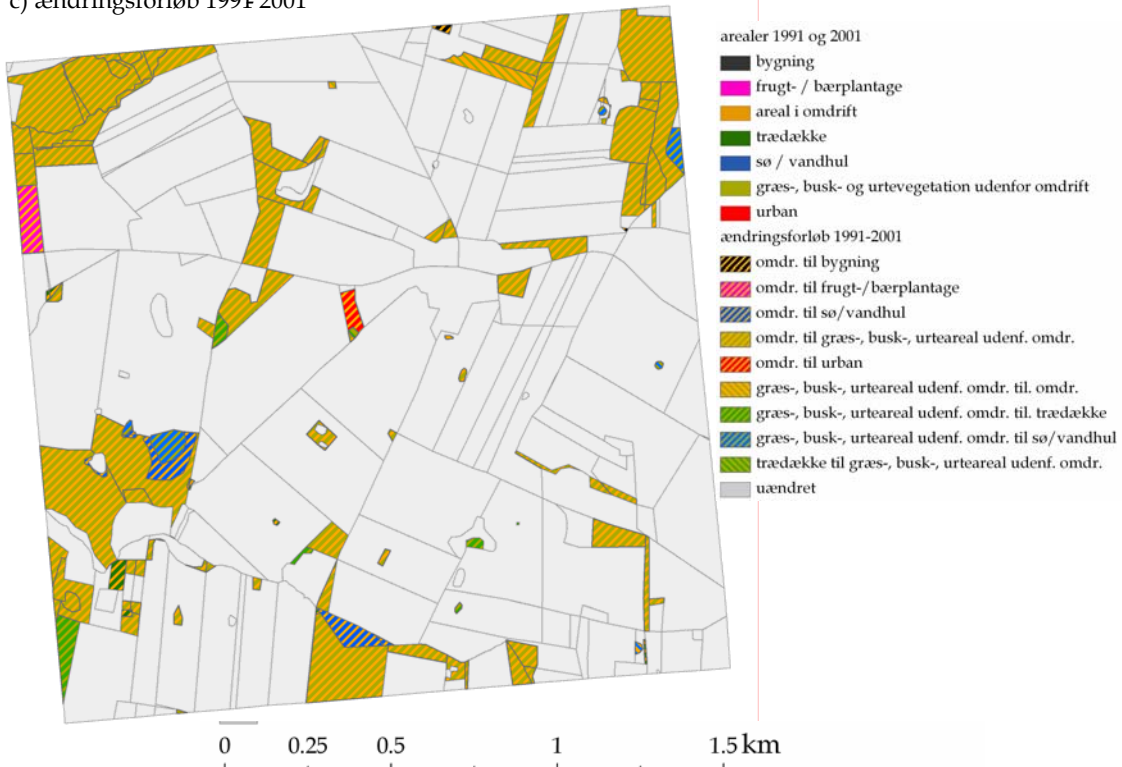 c) ændringsforløb 1991-2001
arealer 1991 og 2001
bygning
frugt- / bærplantage
areal i omdrift
trædække
sø / vandhul
græs-, busk- og urtevegetation udenfor omdrift
urban
ændringsforløb 1991-2001
omdr. til bygning
omdr. til frugt-/bærplantage
omdr. til sø/vandhul
omdr. til græs-, busk-, urteareal udenf. omdr.
omdr. til urban
græs-, busk-, urteareal udenf. omdr. til. omdr.
græs-, busk-, urteareal udenf. omdr. til. trædække
græs-, busk-, urteareal udenf. omdr. til sø/vandhul
trædække til græs-, busk-, urteareal udenf. omdr.
uændret
0 0.25 0.5 1 1.5 km